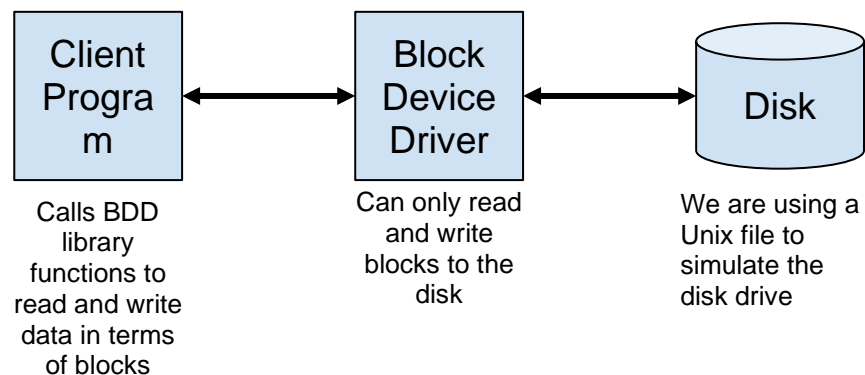 Client
Progra
m
Block
Device
Driver
Disk
Calls BDD
library
functions to
read and write
data in terms
of blocks
Can only read
and write
blocks to the
disk
We are using a
Unix file to
simulate the
disk drive